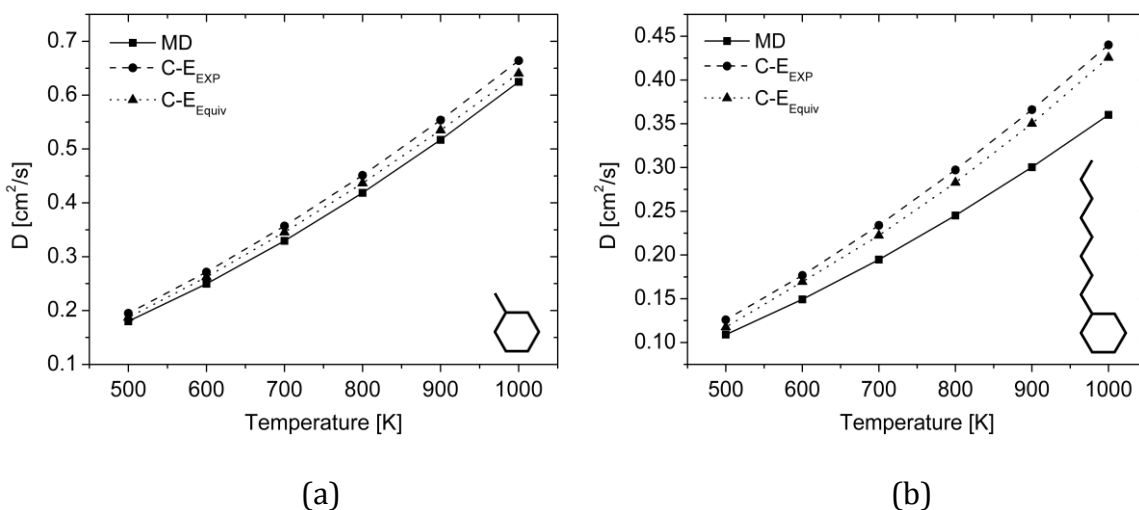 MD
C-E_EXP
C-E_Equiv
0.7
0.6
0.5
0.4
0.3
0.2
0.1
D [cm²/s]
500 600 700 800 900 1000
Temperature [K]
(a)
MD
C-E_EXP
C-E_Equiv
0.45
0.40
0.35
0.30
0.25
0.20
0.15
0.10
D [cm²/s]
500 600 700 800 900 1000
Temperature [K]
(b)